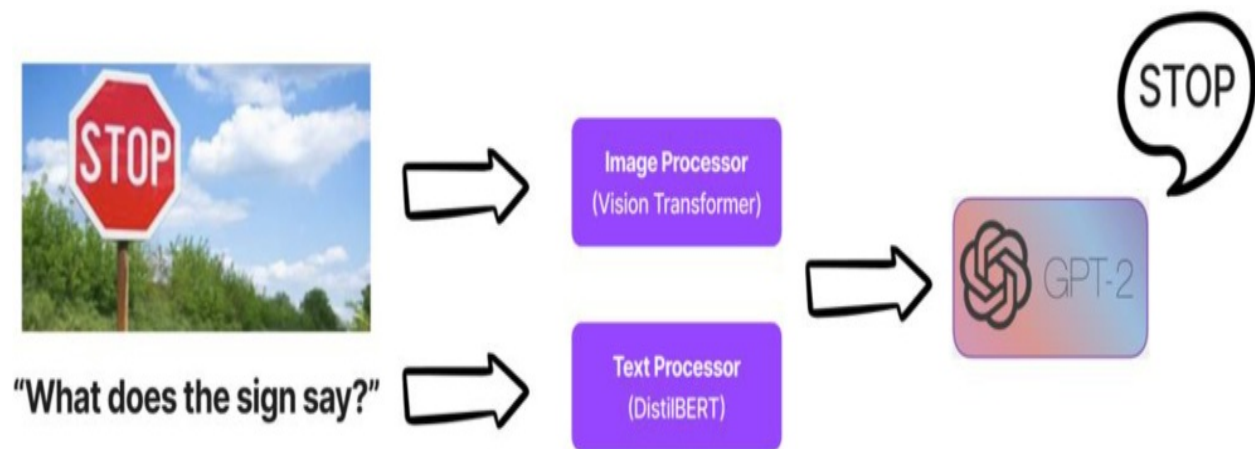 STOP
"What does the sign say?"
Image Processor
(Vision Transformer)
Text Processor
(DistilBERT)
GPT-2
STOP